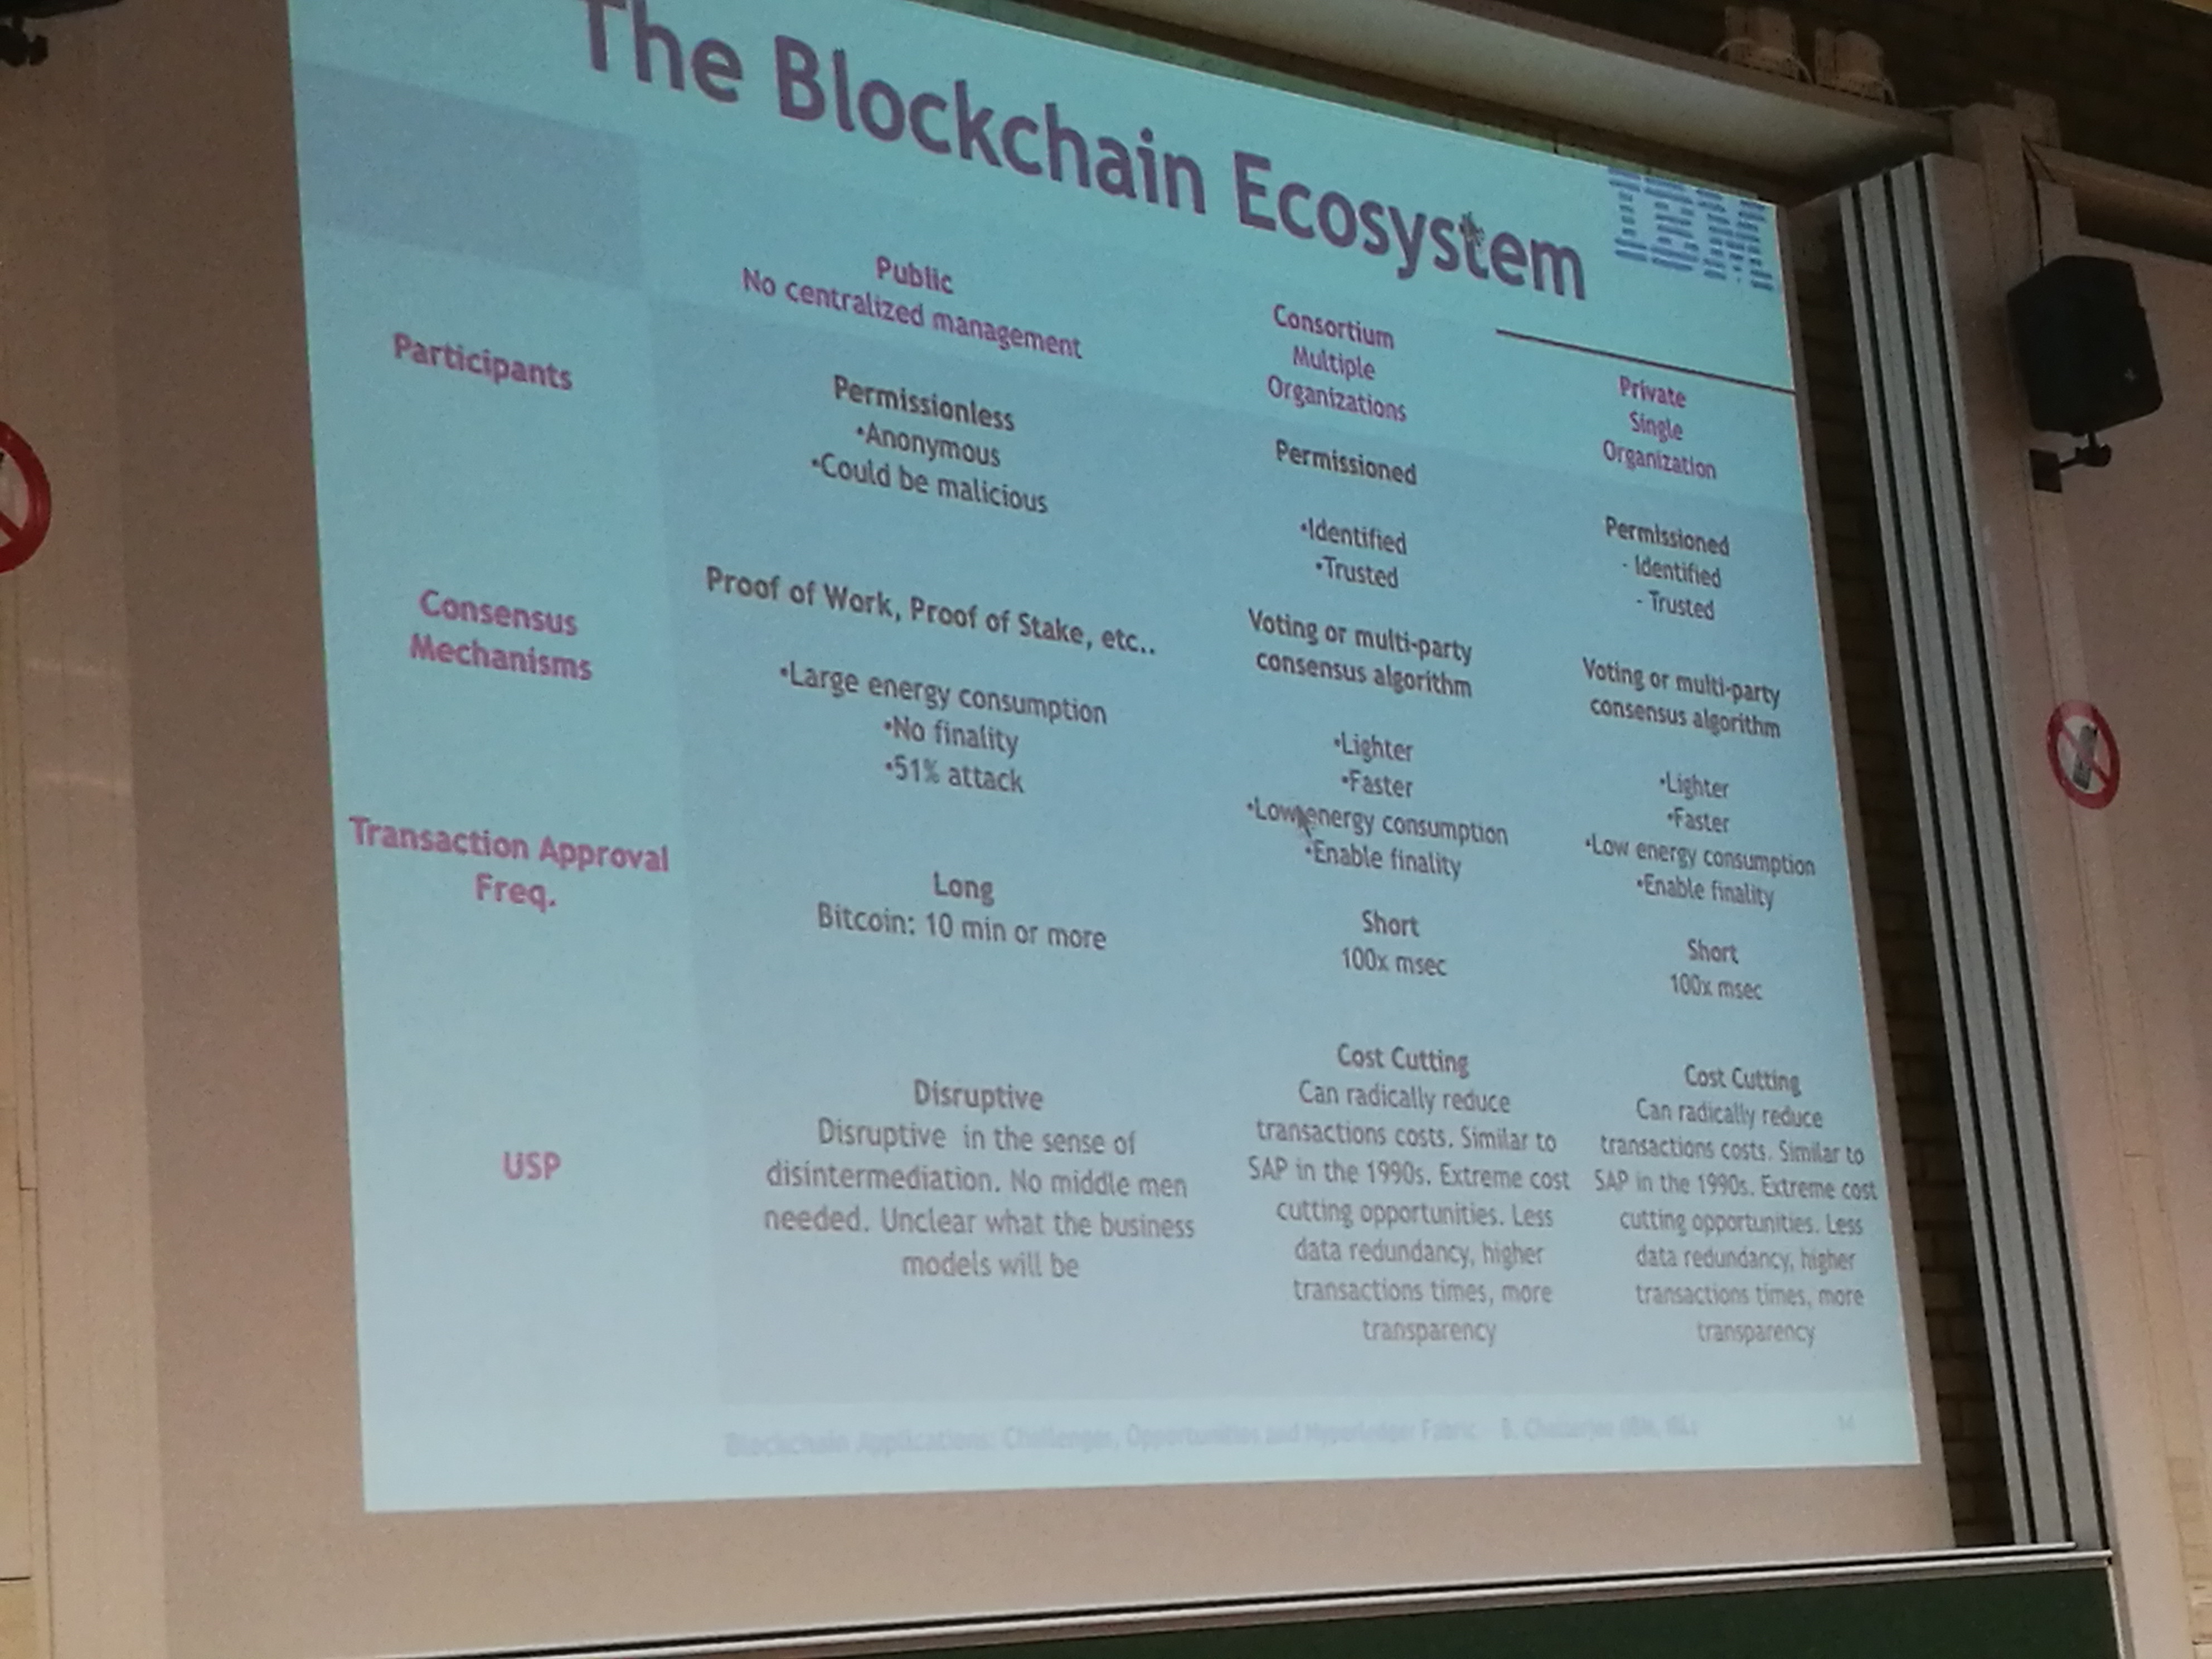 The Blockchain Ecosystem
IBM
Public
No centralized management
Consortium
Multiple
Organizations
Private
Single
Organization
Participants
Permissionless
•Anonymous
•Could be malicious
Permissioned
•Identified
•Trusted
Permissioned
- Identified
- Trusted
Consensus
Mechanisms
Proof of Work, Proof of Stake, etc..
•Large energy consumption
•No finality
•51% attack
Voting or multi-party
consensus algorithm
•Lighter
•Faster
•Low energy consumption
•Enable finality
Voting or multi-party
consensus algorithm
•Lighter
•Faster
•Low energy consumption
•Enable finality
Transaction Approval
Freq.
Long
Bitcoin: 10 min or more
Short
100x msec
Short
100x msec
USP
Disruptive
Disruptive in the sense of
disintermediation. No middle men
needed. Unclear what the business
models will be
Cost Cutting
Can radically reduce
transactions costs. Similar to
SAP in the 1990s. Extreme cost
cutting opportunities. Less
data redundancy, higher
transactions times, more
transparency
Cost Cutting
Can radically reduce
transactions costs. Similar to
SAP in the 1990s. Extreme cost
cutting opportunities. Less
data redundancy, higher
transactions times, more
transparency
Blockchain Applications: Challenges, Opportunities and Hyperledger Fabric